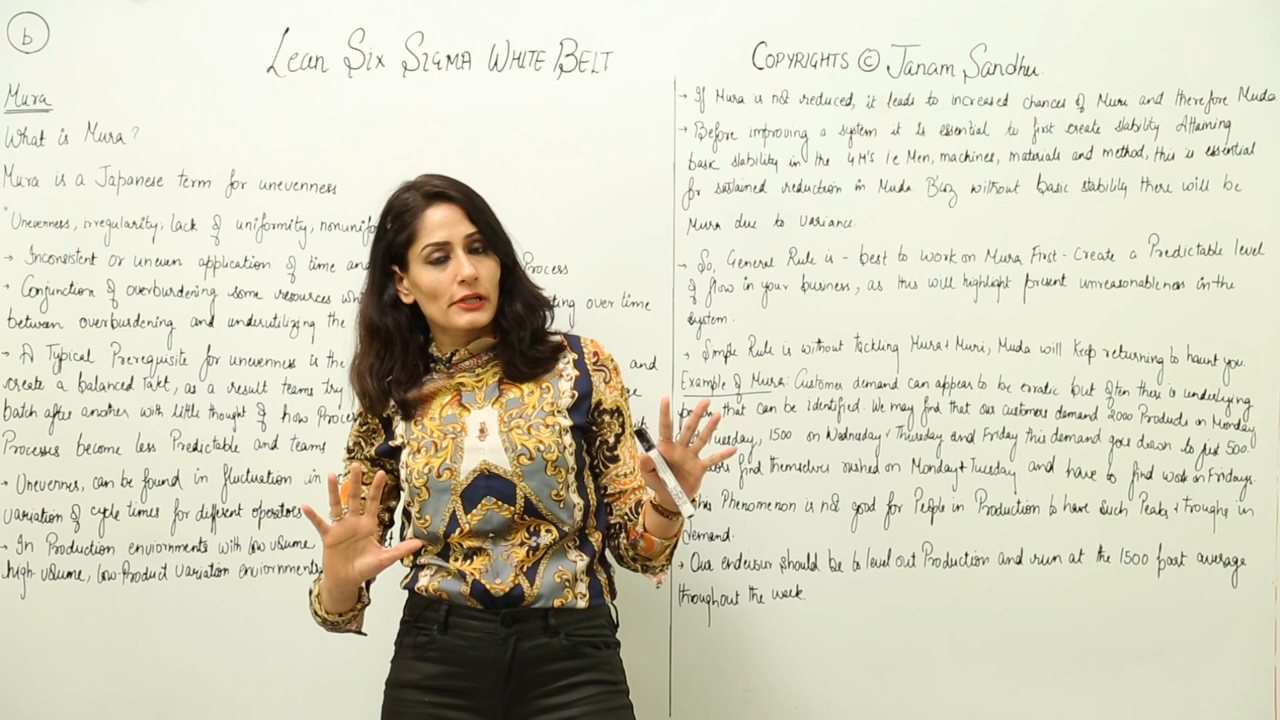 b
Lean Six Sigma White Belt
Copyrights © Janam Sandhu.
Mura
What is Mura?
Mura is a Japanese term for unevenness
"Unevenness, irregularity; lack of uniformity; nonunifo
→ Inconsistent or uneven application of time an Process
→ Conjunction of overburdening some resources wh ting over time
between overburdening and underutilizing the
→ A Typical Prerequisite for unevenness is the and
create a balanced Takt, as a result teams try
batch after another with little thought of how Proce
Processes become less Predictable and teams
→ Unevennes, can be found in fluctuation in
variation of cycle times for different operators
→ In Production enviornments with low volume
high-volume, low-Product variation enviornments
→ If Mura is not reduced, it leads to increased chances of Muri and therefore Muda
→ Before improving a system it is essential to first create stability Attaining
basic stability in the 4M's i.e Men, machines, materials and method, this is essential
for sustained reduction in Muda. B'coz without basic stability there will be
Mura due to variance.
→ So, General Rule is - best to work on Mura First - Create a Predictable level
of flow in your business, as this will highlight present unreasonableness in the
system.
→ Simple Rule is without tackling Mura & Muri, Muda will keep returning to haunt you.
Example of Mura: Customer demand can appear to be erratic but often there is underlying
that can be identified. We may find that our customers demand 2000 Products on Monday
Tuesday, 1500 on Wednesday & Thursday and Friday this demand goes down to just 500.
find themselves rushed on Monday & Tuesday and have to find work on Fridays.
This Phenomenon is not good for People in Production to have such Peaks & Troughs in
demand.
→ Our endeavor should be to level out Production and run at the 1500 part average
throughout the week.